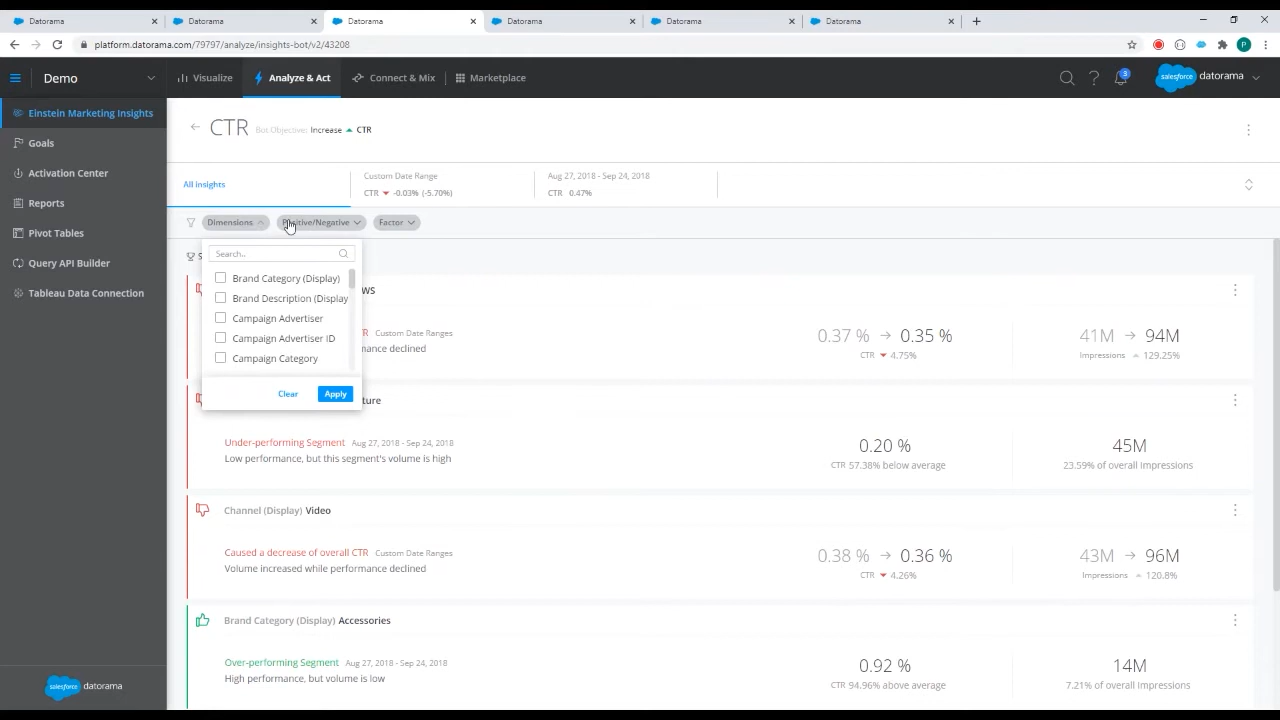 Datorama
Datorama
Datorama
Datorama
Datorama
Datorama
platform.datorama.com/79797/analyze/insights-bot/v2/43208
P
Demo
Visualize
Analyze & Act
Connect & Mix
Marketplace
3
salesforce datorama
Einstein Marketing Insights
Goals
Activation Center
Reports
Pivot Tables
Query API Builder
Tableau Data Connection
salesforce datorama
CTR Bot Objective: Increase CTR
All insights
Custom Date Range
CTR -0.03% (-5.70%)
Aug 27, 2018 - Sep 24, 2018
CTR 0.47%
Dimensions
Positive/Negative
Factor
Search..
Brand Category (Display)
Brand Description (Display
Campaign Advertiser
Campaign Advertiser ID
Campaign Category
Clear
Apply
Custom Date Ranges
0.37 % → 0.35 %
CTR 4.75%
41M → 94M
Impressions 129.25%
Under-performing Segment Aug 27, 2018 - Sep 24, 2018
Low performance, but this segment's volume is high
0.20 %
CTR 57.38% below average
45M
23.59% of overall Impressions
Channel (Display) Video
Caused a decrease of overall CTR Custom Date Ranges
Volume increased while performance declined
0.38 % → 0.36 %
CTR 4.26%
43M → 96M
Impressions 120.8%
Brand Category (Display) Accessories
Over-performing Segment Aug 27, 2018 - Sep 24, 2018
High performance, but volume is low
0.92 %
CTR 94.96% above average
14M
7.21% of overall Impressions